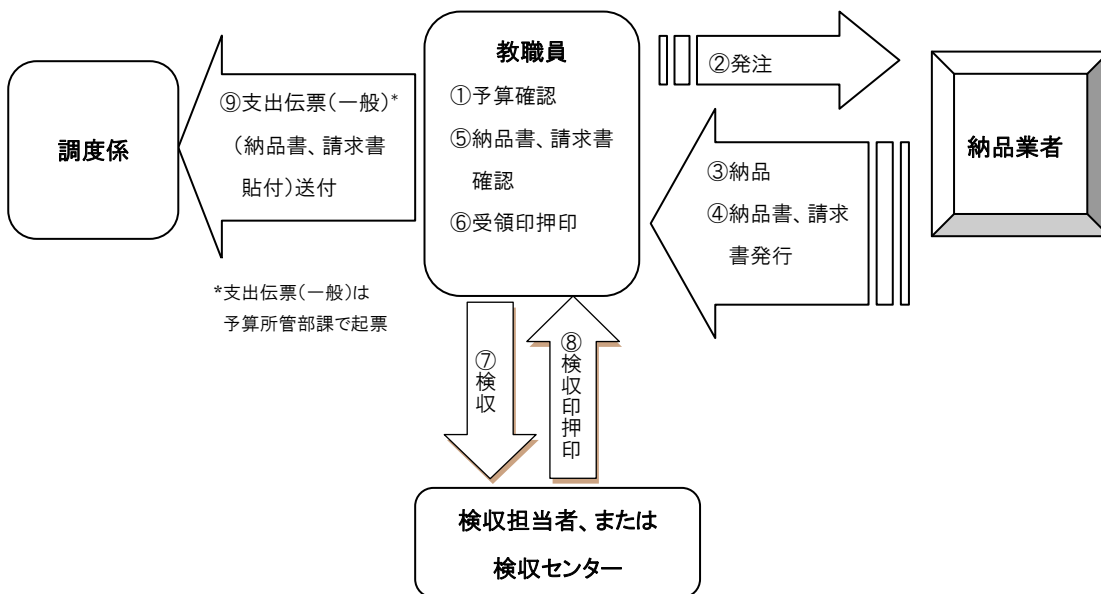 教職員
①予算確認
⑤納品書、請求書
確認
⑥受領印押印
②発注
納品業者
③納品
④納品書、請求
書発行
調度係
⑨支出伝票(一般)*
(納品書、請求書
貼付)送付
*支出伝票(一般)は
予算所管部課で起票
⑦検収
⑧検収印押印
検収担当者、または
検収センター